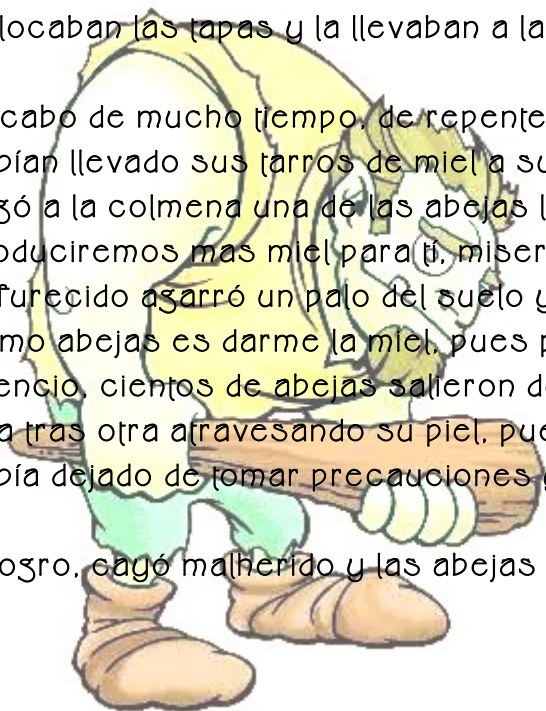 locaban las tapas y la llevaban a la
cabo de mucho tiempo, de repente
bían llevado sus tarros de miel a su
gó a la colmena una de las abejas l
oduciremos mas miel para tí, miser
furecido agarró un palo del suelo y
mo abejas es darme la miel, pues p
encio, cientos de abejas salieron d
a tras otra atravesando su piel, pue
bía dejado de tomar precauciones y
ogro, cayó malherido y las abejas